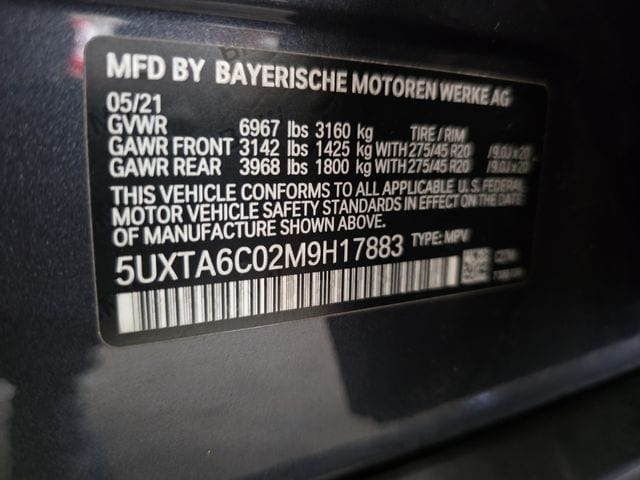 MFD BY BAYERISCHE MOTOREN WERKE AG
05/21
GVWR 6967 lbs 3160 kg TIRE / RIM
GAWR FRONT 3142 lbs 1425 kg WITH 275/45 R20 /9.0J x 20
GAWR REAR 3968 lbs 1800 kg WITH 275/45 R20 /9.0J x 20
THIS VEHICLE CONFORMS TO ALL APPLICABLE U.S. FEDERAL
MOTOR VEHICLE SAFETY STANDARDS IN EFFECT ON THE DATE
OF MANUFACTURE SHOWN ABOVE.
5UXTA6C02M9H17883 TYPE: MPV